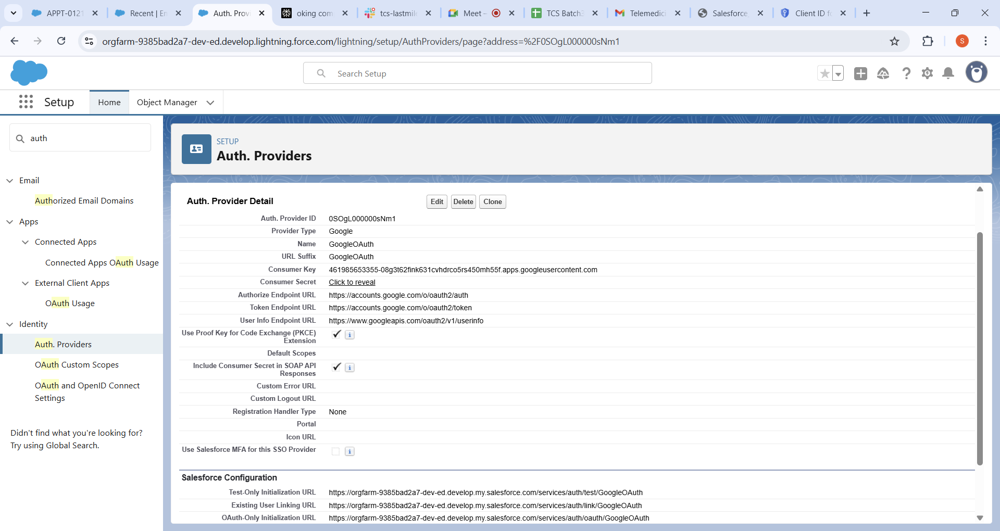 APPT-0121
Recent | En
Auth. Provi
oking com
tcs-lastmile
Meet -
TCS Batch3
Telemedici
Salesforce
Client ID fo
orgfarm-9385bad2a7-dev-ed.develop.lightning.force.com/lightning/setup/AuthProviders/page?address=%2F0SOgL000000sNm1
S
Search Setup
Setup
Home
Object Manager
auth
SETUP
Auth. Providers
Email
Authorized Email Domains
Apps
Connected Apps
Connected Apps OAuth Usage
External Client Apps
OAuth Usage
Identity
Auth. Providers
OAuth Custom Scopes
OAuth and OpenID Connect
Settings
Didn't find what you're looking for?
Try using Global Search.
Auth. Provider Detail
Edit Delete Clone
Auth. Provider ID 0SOgL000000sNm1
Provider Type Google
Name GoogleOAuth
URL Suffix GoogleOAuth
Consumer Key 461985653355-08g3t62fink631cvhdrco5rs450mh55f.apps.googleusercontent.com
Consumer Secret Click to reveal
Authorize Endpoint URL https://accounts.google.com/o/oauth2/auth
Token Endpoint URL https://accounts.google.com/o/oauth2/token
User Info Endpoint URL https://www.googleapis.com/oauth2/v1/userinfo
Use Proof Key for Code Exchange (PKCE)
Extension
Default Scopes
Include Consumer Secret in SOAP API
Responses
Custom Error URL
Custom Logout URL
Registration Handler Type None
Portal
Icon URL
Use Salesforce MFA for this SSO Provider
Salesforce Configuration
Test-Only Initialization URL https://orgfarm-9385bad2a7-dev-ed.develop.my.salesforce.com/services/auth/test/GoogleOAuth
Existing User Linking URL https://orgfarm-9385bad2a7-dev-ed.develop.my.salesforce.com/services/auth/link/GoogleOAuth
OAuth-Only Initialization URL https://orgfarm-9385bad2a7-dev-ed.develop.my.salesforce.com/services/auth/oauth/GoogleOAuth